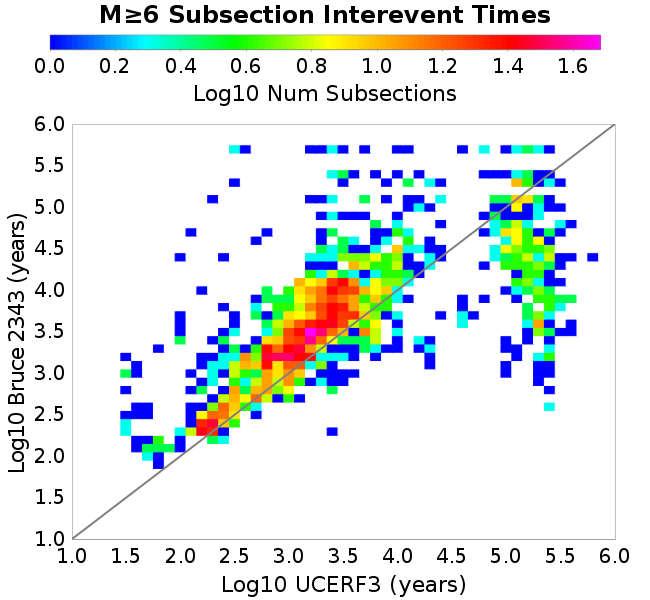 M≥6 Subsection Interevent Times
0.0 0.2 0.4 0.6 0.8 1.0 1.2 1.4 1.6
Log10 Num Subsections
Log10 Bruce 2343 (years)
6.0
5.5
5.0
4.5
4.0
3.5
3.0
2.5
2.0
1.5
1.0
1.0 1.5 2.0 2.5 3.0 3.5 4.0 4.5 5.0 5.5 6.0
Log10 UCERF3 (years)